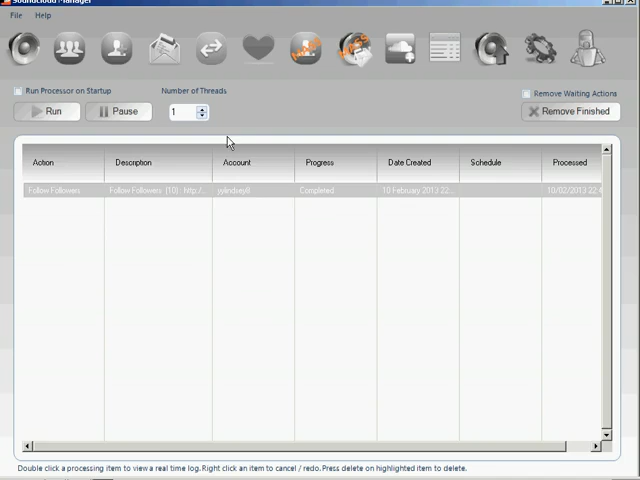 Soundcloud Manager
File Help
Run Processor on Startup
Number of Threads
Remove Waiting Actions
Run
Pause
1
Remove Finished
Action Description Account Progress Date Created Schedule Processed
Follow Followers Follow Followers (10) : http:/... Completed 10 February 2013 22... 10/02/2013 22:4
Double click a processing item to view a real time log. Right click an item to cancel / redo. Press delete on highlighted item to delete.